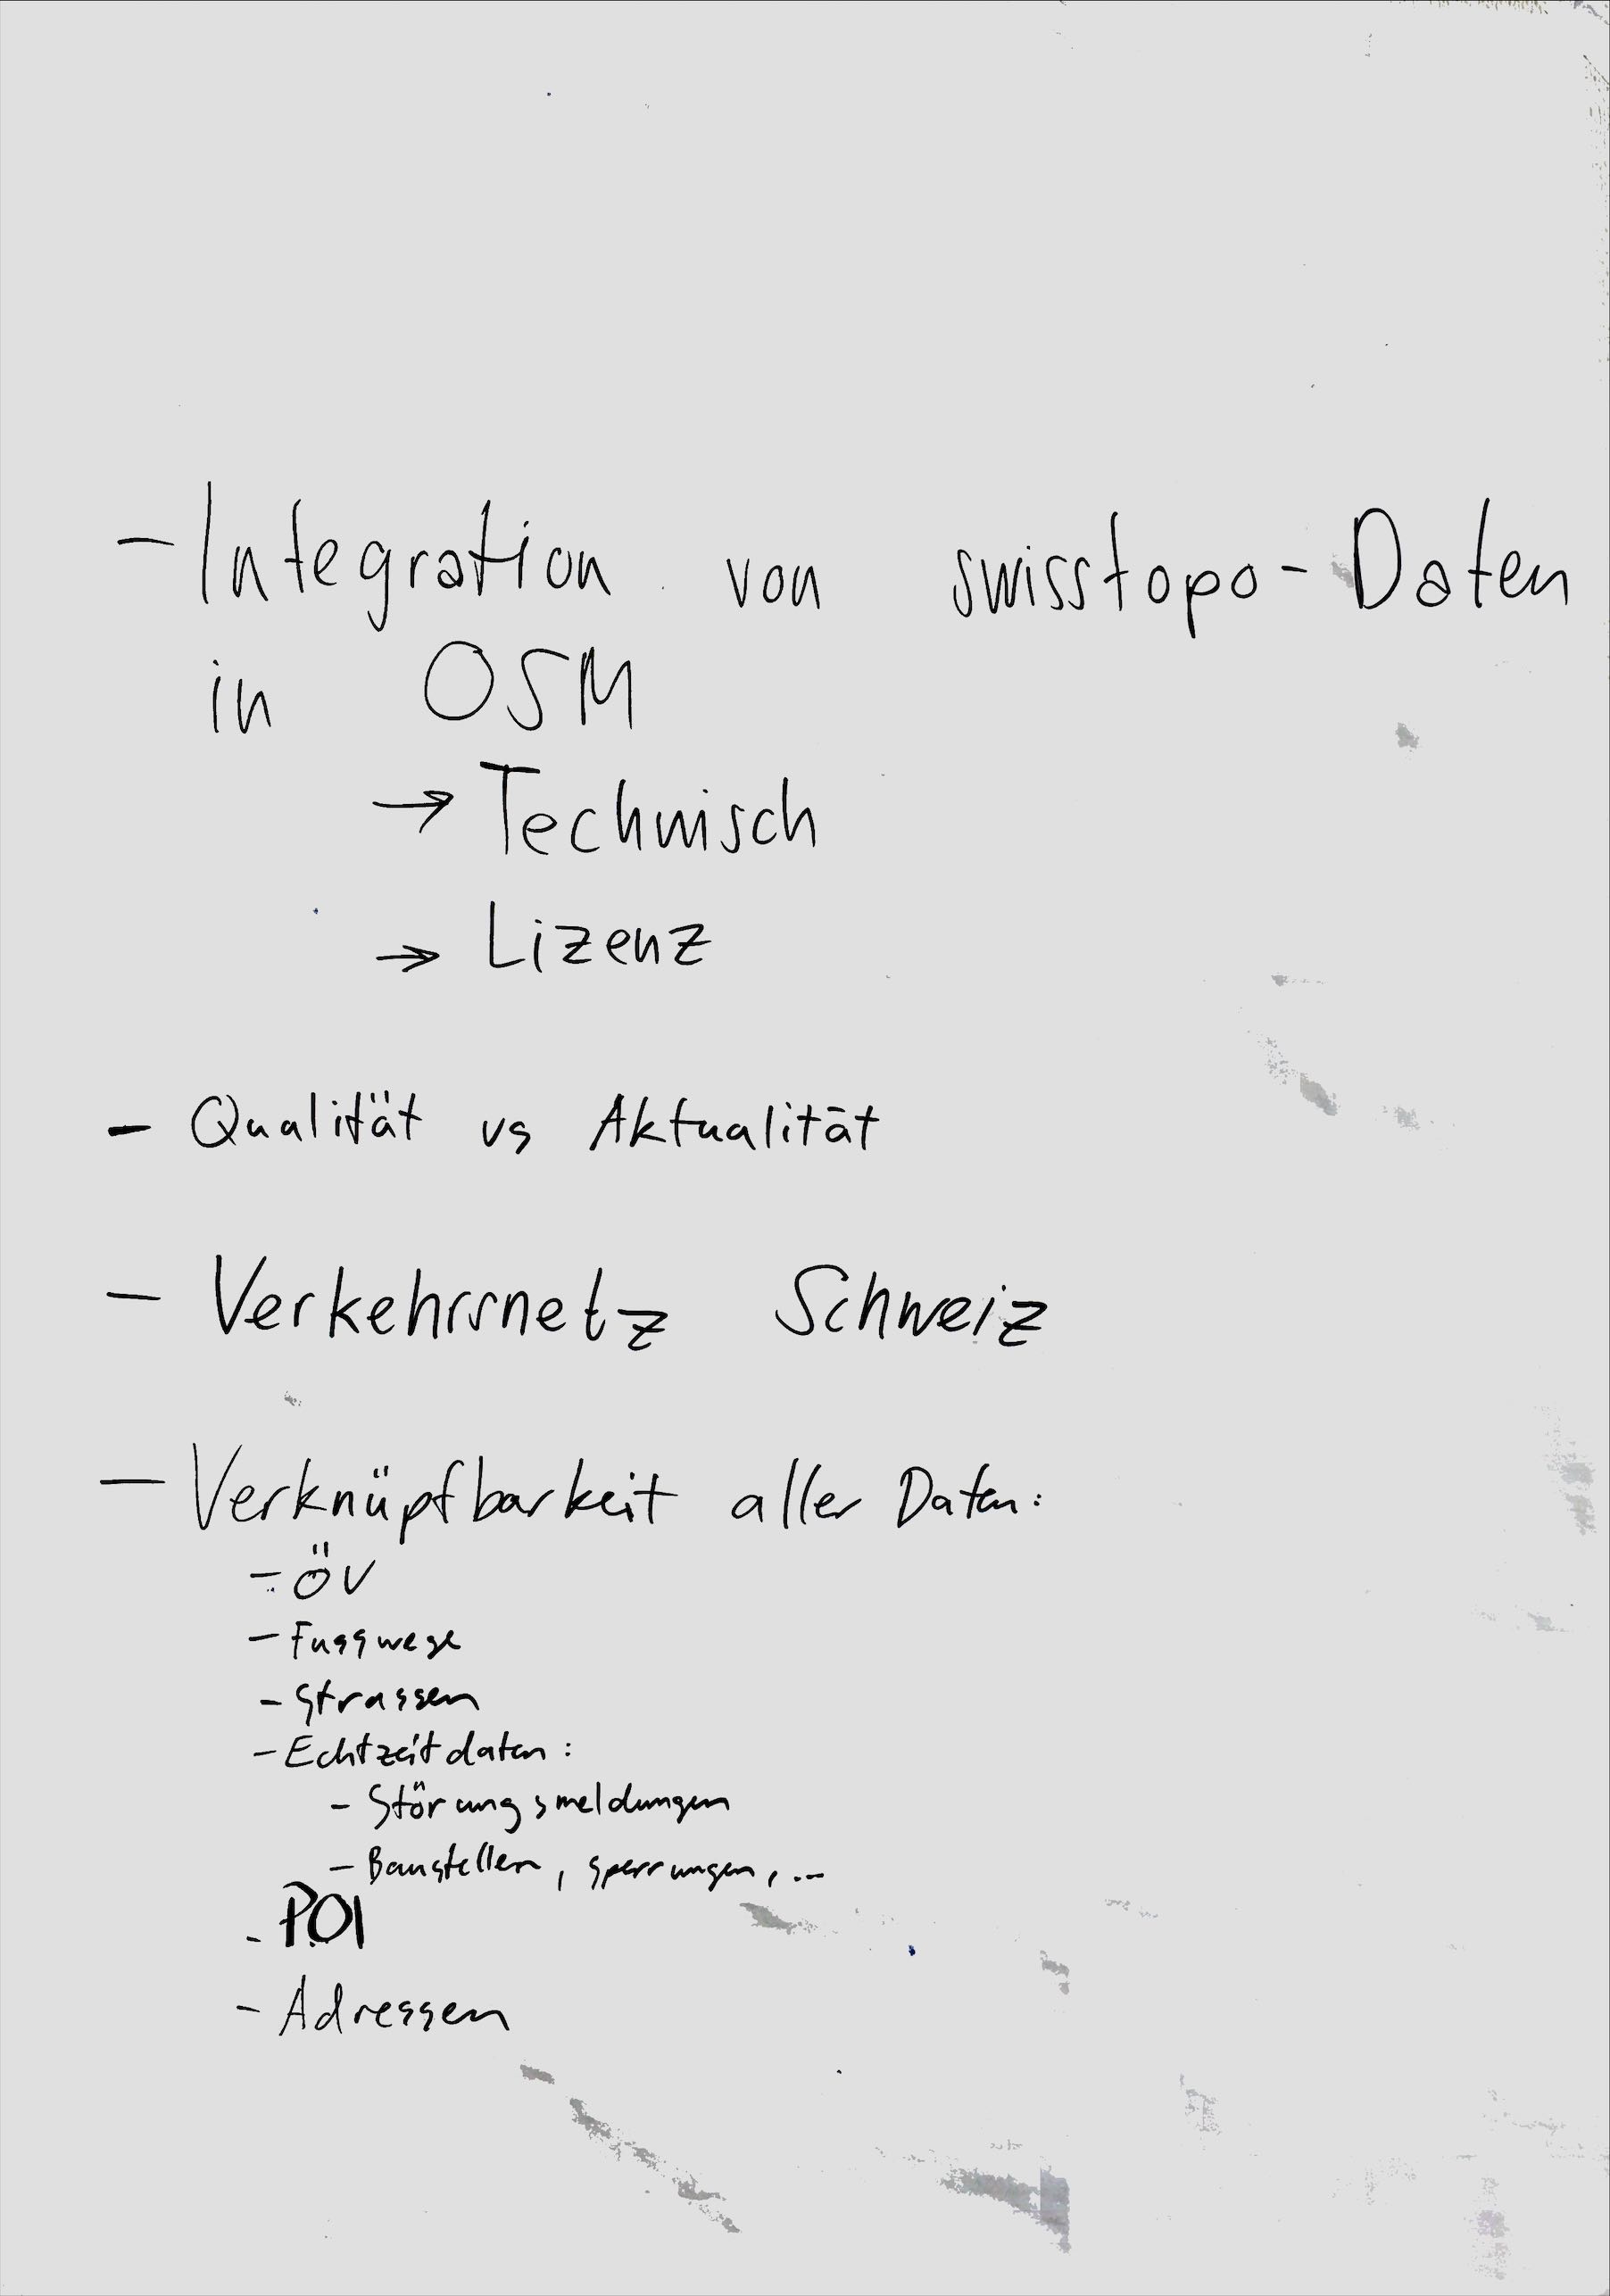 - Integration von swisstopo-Daten
in OSM
→ Technisch
→ Lizenz
- Qualität vs Aktualität
- Verkehrsnetz Schweiz
- Verknüpfbarkeit aller Daten:
- ÖV
- Fusswege
- Strassen
- Echtzeitdaten:
- Störungsmeldungen
- Baustellen, Sperrungen, ...
- POI
- Adressen